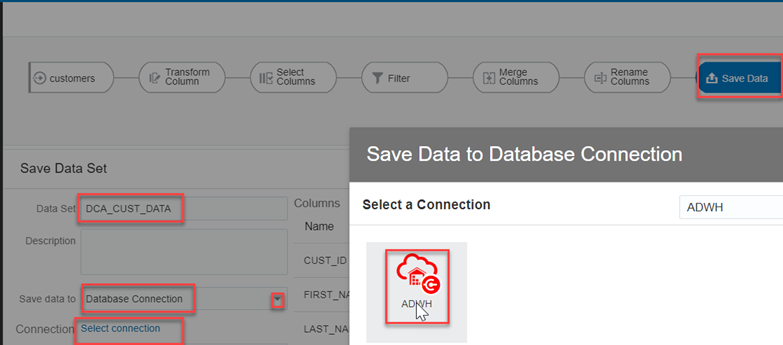 customers
Transform
Column
Select
Columns
Filter
Merge
Columns
Rename
Columns
Save Data
Save Data Set
Data Set
DCA_CUST_DATA
Description
Save data to
Database Connection
Connection
Select connection
Columns
Name
CUST_ID
FIRST_NA
LAST_NA
Save Data to Database Connection
Select a Connection
ADWH
ADWH